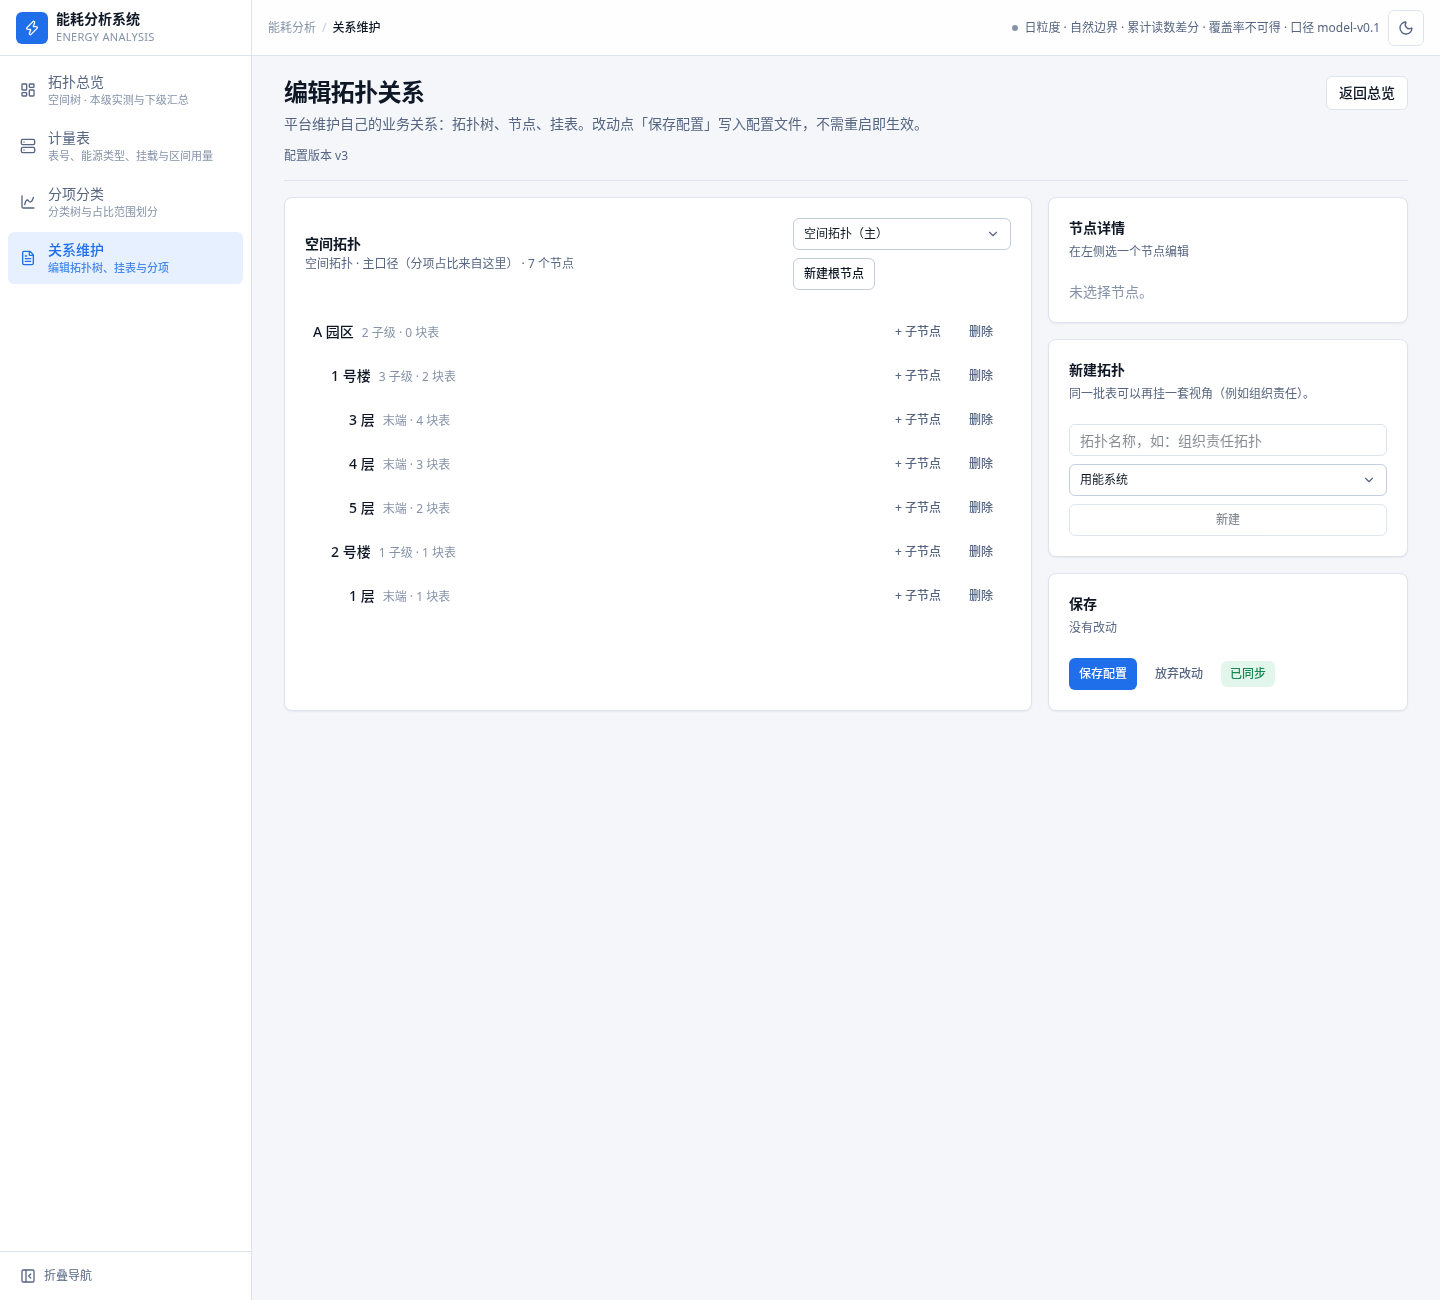 能耗分析系统
ENERGY ANALYSIS
拓扑总览
空间树 · 本级实测与下级汇总
计量表
表号、能源类型、挂载与区间用量
分项分类
分类树与占比范围划分
关系维护
编辑拓扑树、挂表与分项
折叠导航
能耗分析 / 关系维护
日粒度 · 自然边界 · 累计读数差分 · 覆盖率不可得 · 口径 model-v0.1
编辑拓扑关系
返回总览
平台维护自己的业务关系：拓扑树、节点、挂表。改动点「保存配置」写入配置文件，不需重启即生效。
配置版本 v3
空间拓扑
空间拓扑 · 主口径（分项占比来自这里） · 7 个节点
空间拓扑（主）
新建根节点
A 园区 2 子级 · 0 块表 + 子节点 删除
1 号楼 3 子级 · 2 块表 + 子节点 删除
3 层 末端 · 4 块表 + 子节点 删除
4 层 末端 · 3 块表 + 子节点 删除
5 层 末端 · 2 块表 + 子节点 删除
2 号楼 1 子级 · 1 块表 + 子节点 删除
1 层 末端 · 1 块表 + 子节点 删除
节点详情
在左侧选一个节点编辑
未选择节点。
新建拓扑
同一批表可以再挂一套视角（例如组织责任）。
拓扑名称，如：组织责任拓扑
用能系统
新建
保存
没有改动
保存配置 放弃改动 已同步